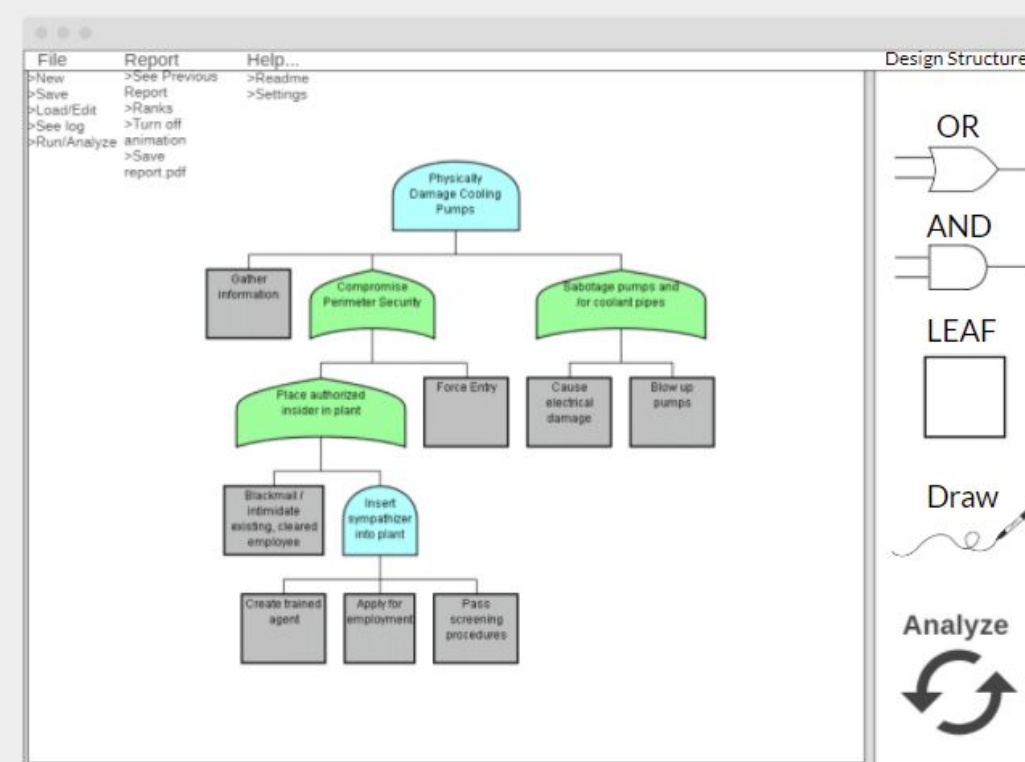 File
>New
>Save
>Load/Edit
>See log
>Run/Analyze
Report
>See Previous
Report
>Ranks
>Turn off
animation
>Save
report.pdf
Help...
>Readme
>Settings
Design Structure
Physically
Damage Cooling
Pumps
Gather
information
Compromise
Perimeter Security
Sabotage pumps and
/or coolant pipes
Place authorized
insider in plant
Force Entry
Cause
electrical
damage
Blow up
pumps
Blackmail /
intimidate
existing, cleared
employee
Insert
sympathizer
into plant
Create trained
agent
Apply for
employment
Pass
screening
procedures
OR
AND
LEAF
Draw
Analyze